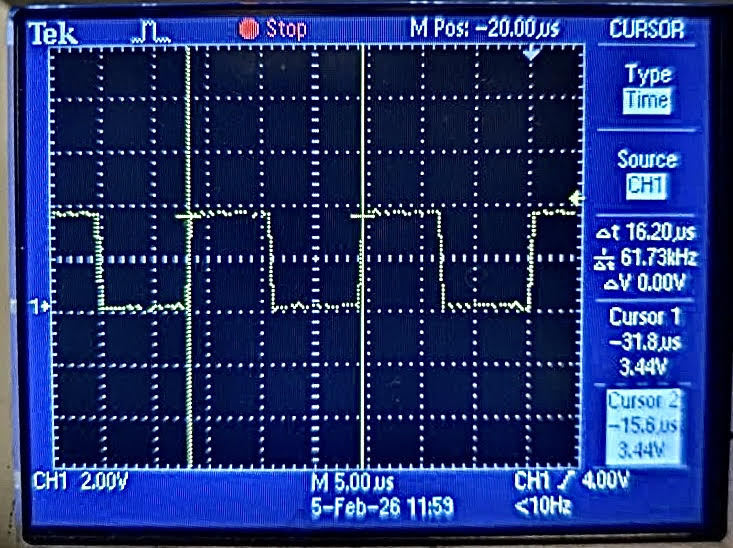 Tek Stop M Pos: -20.00µs CURSOR
Type
Time
Source
CH1
Δt 16.20µs
1/Δt 61.73kHz
ΔV 0.00V
1
Cursor 1
-31.8µs
3.44V
Cursor 2
-15.6µs
3.44V
CH1 2.00V M 5.00µs CH1 4.00V
5-Feb-26 11:59 <10Hz